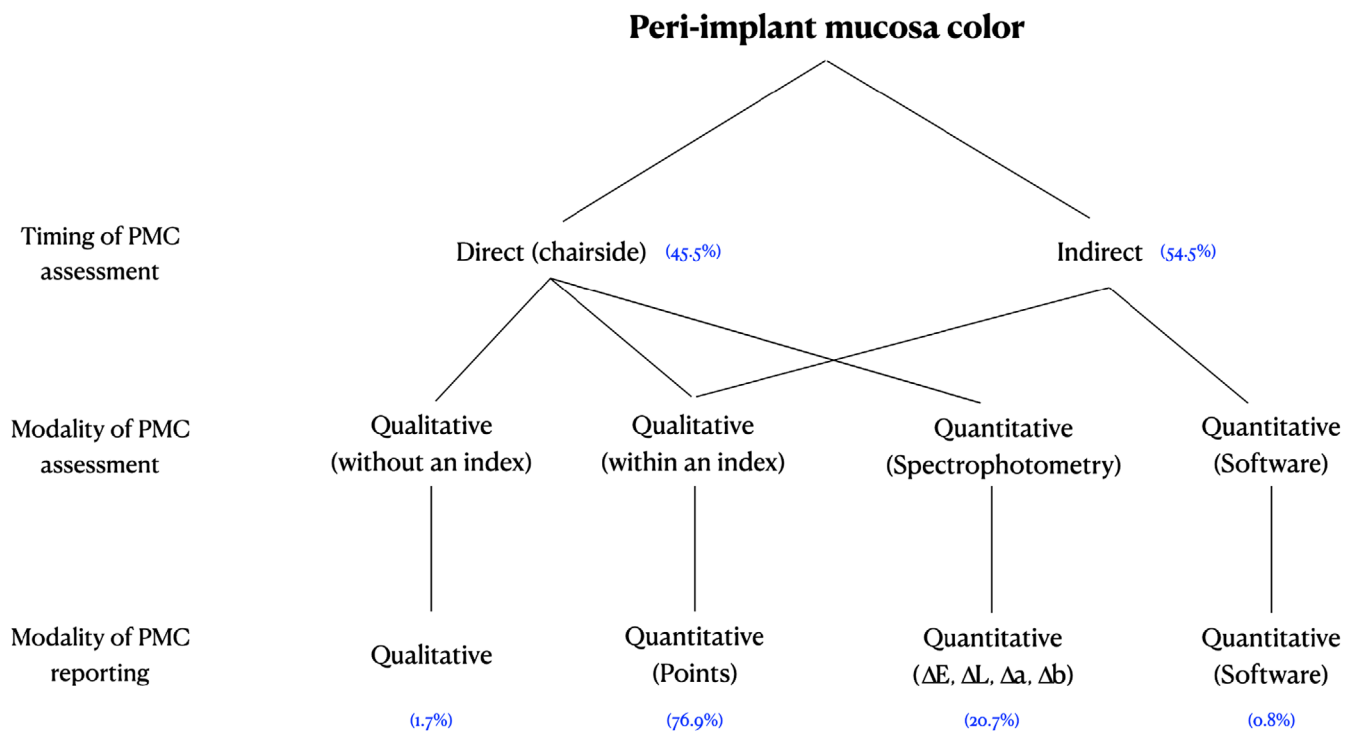 Peri-implant mucosa color
Timing of PMC
assessment
Direct (chairside) (45.5%)
Indirect (54.5%)
Modality of PMC
assessment
Qualitative
(without an index)
Qualitative
(within an index)
Quantitative
(Spectrophotometry)
Quantitative
(Software)
Modality of PMC
reporting
Qualitative
Quantitative
(Points)
Quantitative
(ΔE, ΔL, Δa, Δb)
Quantitative
(Software)
(1.7%)
(76.9%)
(20.7%)
(0.8%)